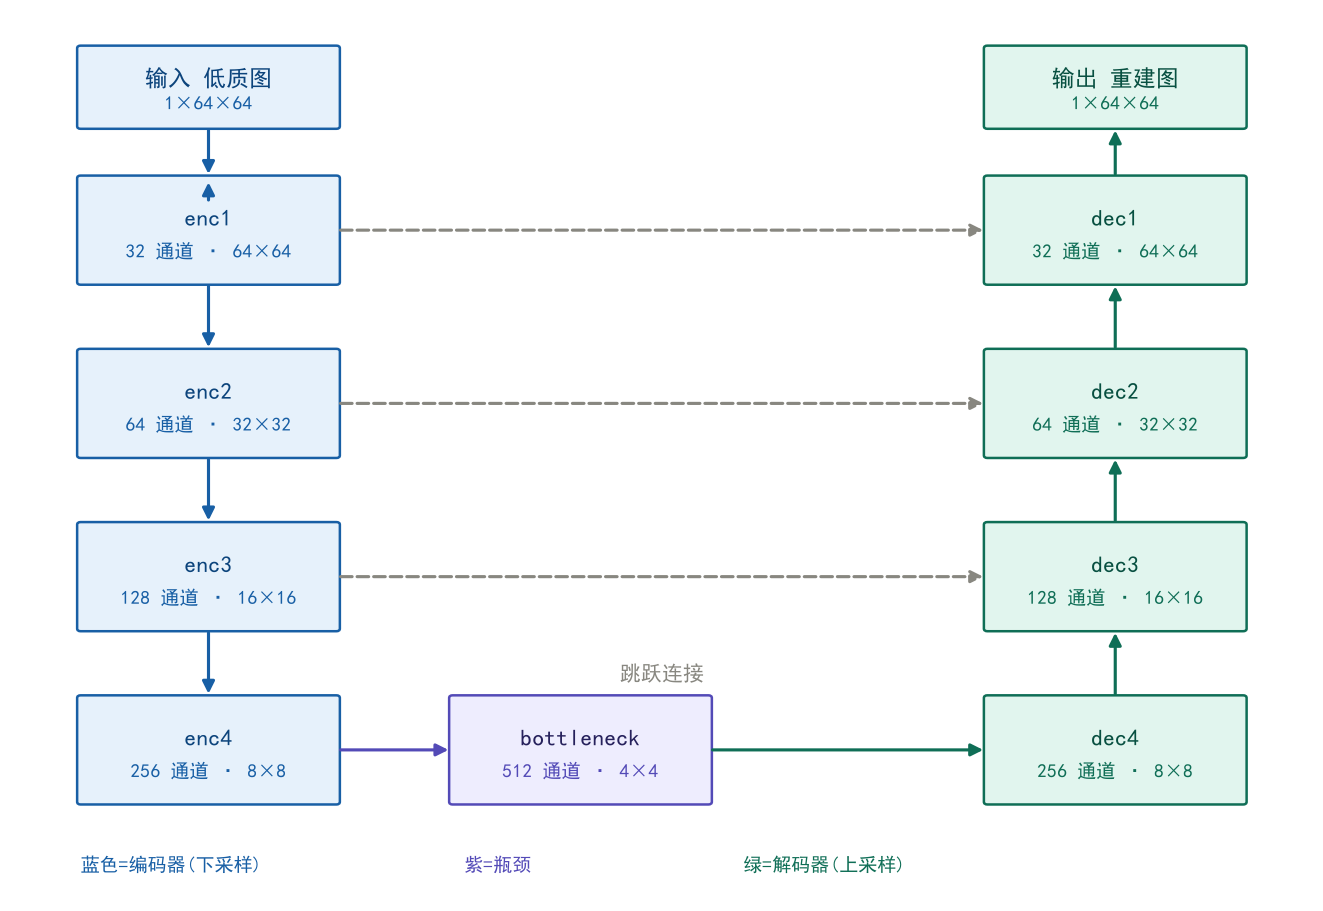 输入 低质图
1×64×64
输出 重建图
1×64×64
enc1
32 通道 · 64×64
dec1
32 通道 · 64×64
enc2
64 通道 · 32×32
dec2
64 通道 · 32×32
enc3
128 通道 · 16×16
dec3
128 通道 · 16×16
跳跃连接
enc4
256 通道 · 8×8
bottleneck
512 通道 · 4×4
dec4
256 通道 · 8×8
蓝色=编码器(下采样)
紫=瓶颈
绿=解码器(上采样)